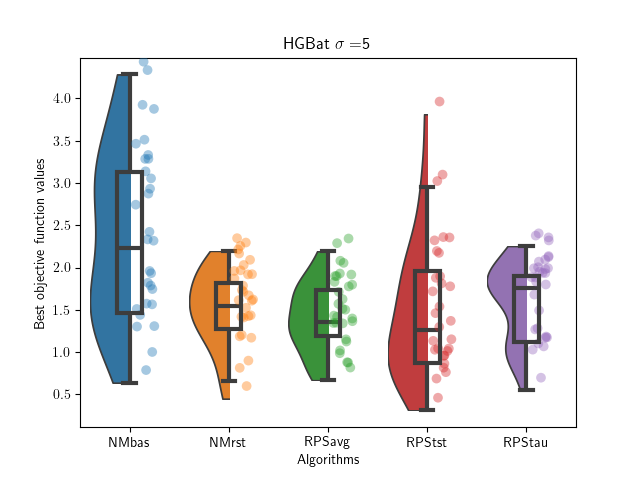 HGBat σ =5
Best objective function values
4.0
3.5
3.0
2.5
2.0
1.5
1.0
0.5
NMbas NMrst RPSavg RPStst RPStau
Algorithms